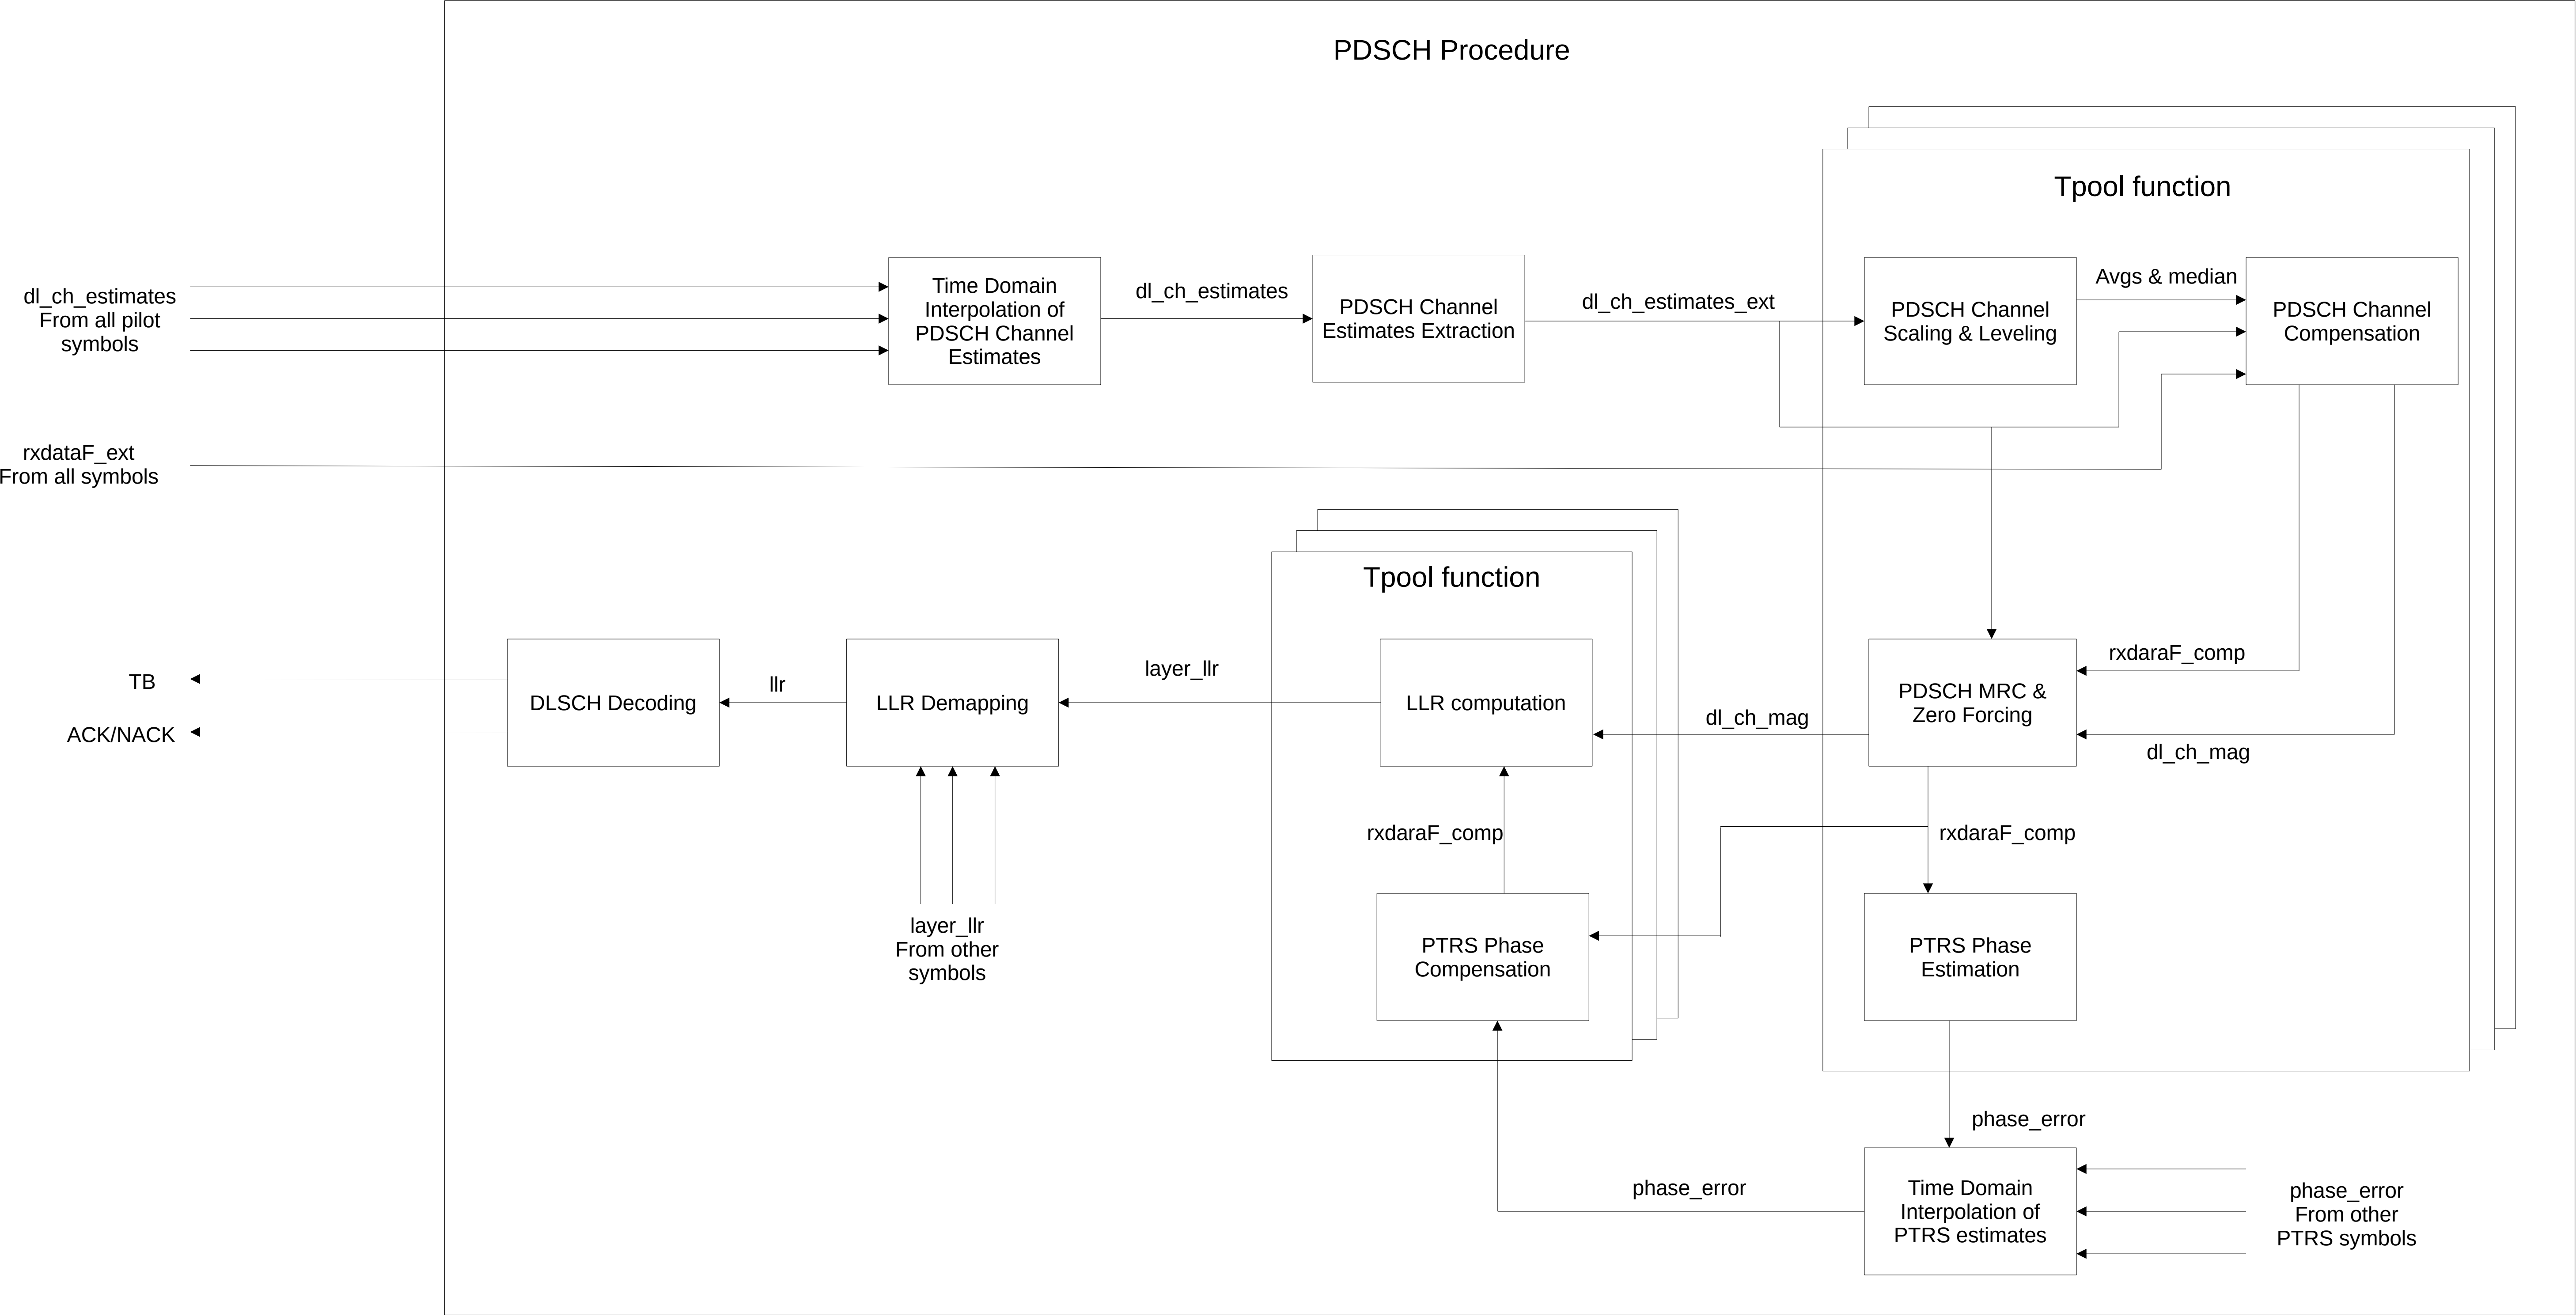 PDSCH Procedure
Tpool function
dl_ch_estimates
From all pilot
symbols
Time Domain
Interpolation of
PDSCH Channel
Estimates
dl_ch_estimates
PDSCH Channel
Estimates Extraction
dl_ch_estimates_ext
PDSCH Channel
Scaling & Leveling
Avgs & median
PDSCH Channel
Compensation
rxdataF_ext
From all symbols
Tpool function
TB
ACK/NACK
DLSCH Decoding
llr
LLR Demapping
layer_llr
LLR computation
dl_ch_mag
PDSCH MRC &
Zero Forcing
rxdaraF_comp
dl_ch_mag
rxdaraF_comp
rxdaraF_comp
layer_llr
From other
symbols
PTRS Phase
Compensation
PTRS Phase
Estimation
phase_error
phase_error
Time Domain
Interpolation of
PTRS estimates
phase_error
From other
PTRS symbols